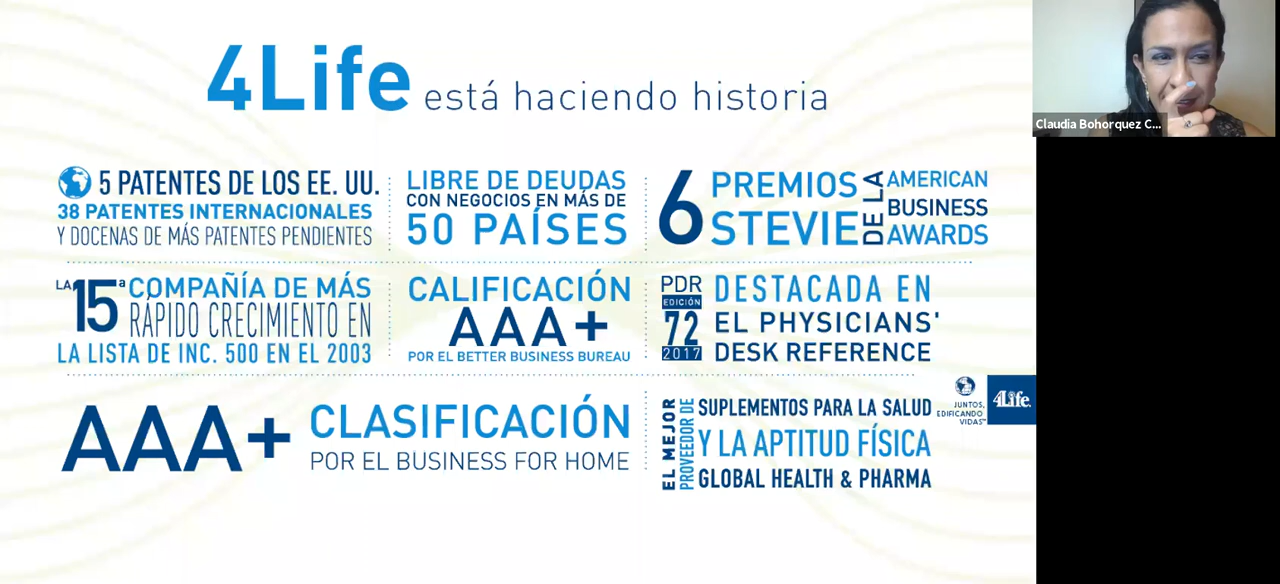 4Life está haciendo historia
5 PATENTES DE LOS EE. UU.
38 PATENTES INTERNACIONALES
Y DOCENAS DE MÁS PATENTES PENDIENTES
LIBRE DE DEUDAS
CON NEGOCIOS EN MÁS DE
50 PAÍSES
6 PREMIOS
STEVIE
DE LA
AMERICAN
BUSINESS
AWARDS
LA 15ª COMPAÑÍA DE MÁS
RÁPIDO CRECIMIENTO EN
LA LISTA DE INC. 500 EN EL 2003
CALIFICACIÓN
AAA+
POR EL BETTER BUSINESS BUREAU
PDR
EDICIÓN
72
2017
DESTACADA EN
EL PHYSICIANS'
DESK REFERENCE
AAA+
CLASIFICACIÓN
POR EL BUSINESS FOR HOME
EL MEJOR
PROVEEDOR DE
SUPLEMENTOS PARA LA SALUD
Y LA APTITUD FÍSICA
GLOBAL HEALTH & PHARMA
JUNTOS,
EDIFICANDO
VIDAS™
4Life.
Claudia Bohorquez C...